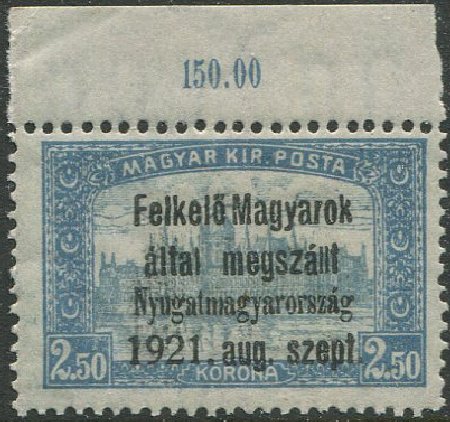 150.00
MAGYAR KIR. POSTA
Felkelő Magyarok
által megszállt
Nyugatmagyarország
1921. aug. szept.
2.50 KORONA 2.50